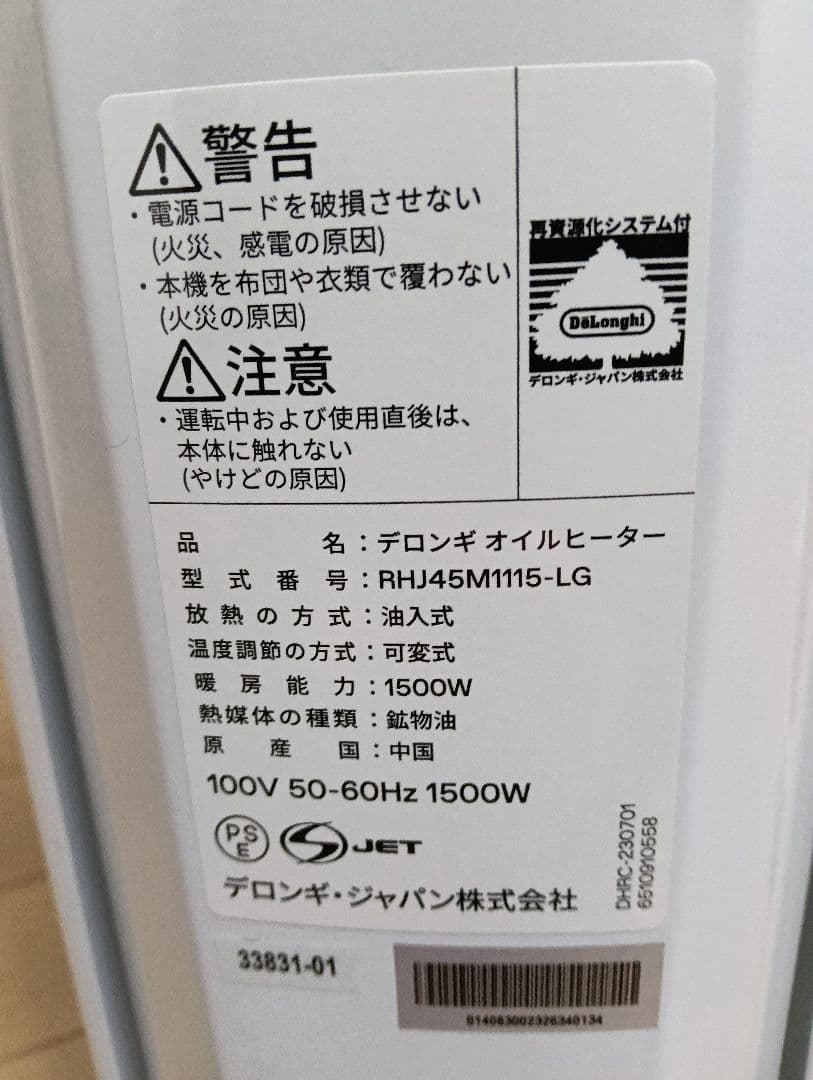 警告
・電源コードを破損させない
(火災、感電の原因)
・本機を布団や衣類で覆わない
(火災の原因)
注意
・運転中および使用直後は、
本体に触れない
(やけどの原因)
再資源化システム付
DeLonghi
デロンギ・ジャパン株式会社
品名：デロンギ オイルヒーター
型式番号：RHJ45M1115-LG
放熱の方式：油入式
温度調節の方式：可変式
暖房能力：1500W
熱媒体の種類：鉱物油
原産国：中国
100V 50-60Hz 1500W
PSE
S JET
デロンギ・ジャパン株式会社
DHRC-230701
6510910558
33831-01
014083002326340134